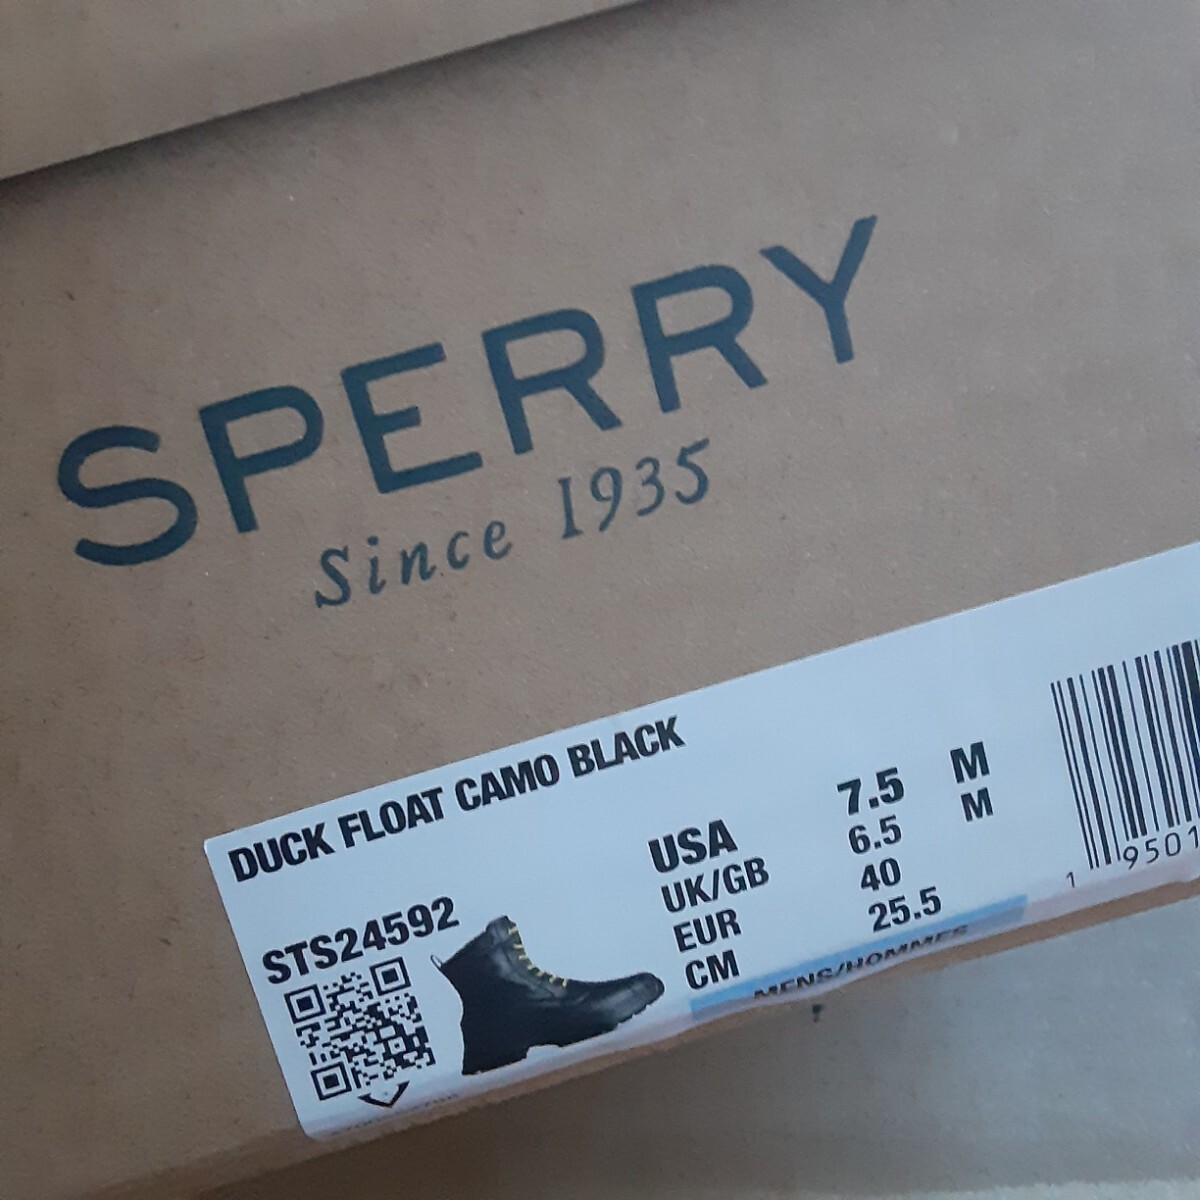 SPERRY
Since 1935
DUCK FLOAT CAMO BLACK
STS24592
USA 7.5 M
UK/GB 6.5 M
EUR 40
CM 25.5
MENS/HOMMES
1 9501